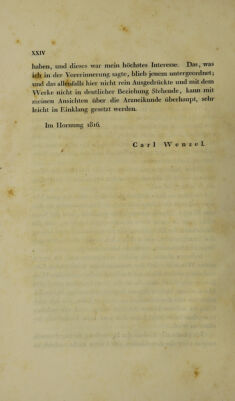 XXIV
haben, und dieses war mein höchstes Interesse. Das, was
ich in der Vorerinnerung sagte, blieb jenem untergeordnet;
und das allenfalls hier nicht rein Ausgedrückte und mit dem
Werke nicht in deutlicher Beziehung Stehende, kann mit
meinen Ansichten über die Arzneikunde überhaupt, sehr
leicht in Einklang gesetzt werden.
Im Hornung 1816.
Carl Wenzel.